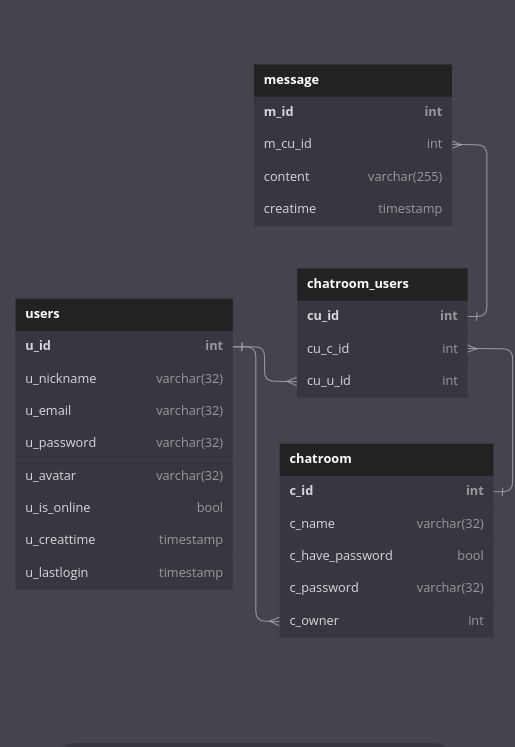 message
m_id int
m_cu_id int
content varchar(255)
creatime timestamp
chatroom_users
cu_id int
cu_c_id int
cu_u_id int
users
u_id int
u_nickname varchar(32)
u_email varchar(32)
u_password varchar(32)
u_avatar varchar(32)
u_is_online bool
u_creattime timestamp
u_lastlogin timestamp
chatroom
c_id int
c_name varchar(32)
c_have_password bool
c_password varchar(32)
c_owner int